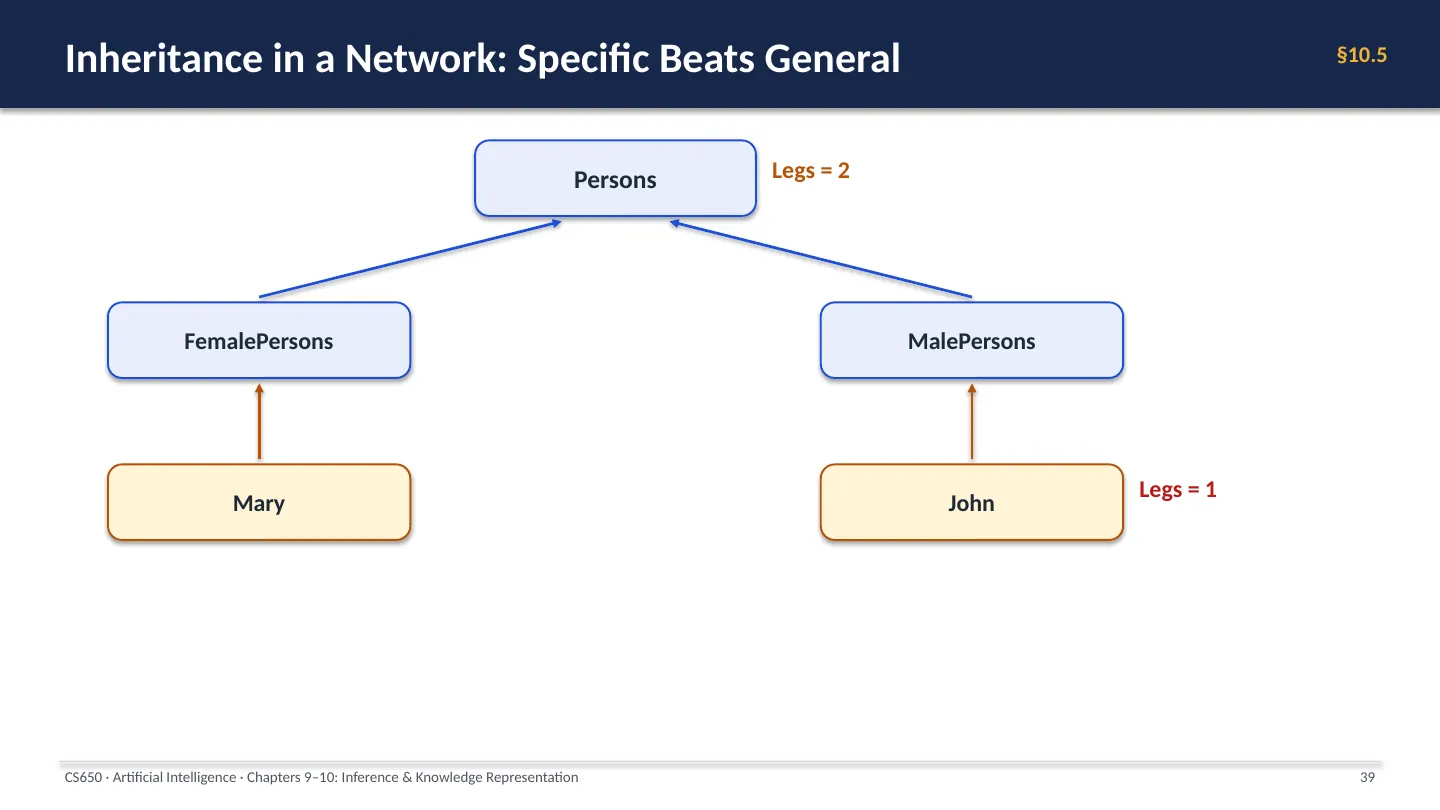 Inheritance in a Network: Specific Beats General
§10.5
Persons
Legs = 2
FemalePersons
MalePersons
Mary
John
Legs = 1
CS650 · Artificial Intelligence · Chapters 9–10: Inference & Knowledge Representation
39